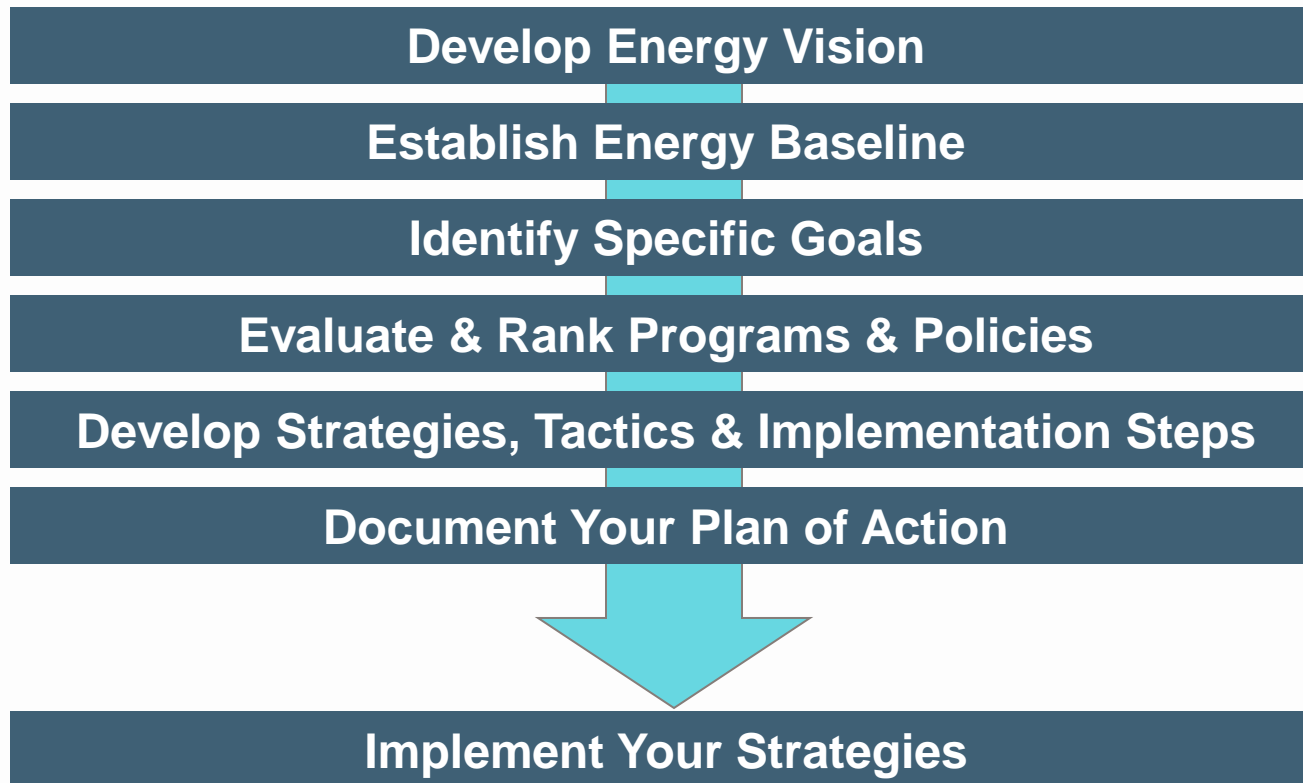 Develop Energy Vision
Establish Energy Baseline
Identify Specific Goals
Evaluate & Rank Programs & Policies
Develop Strategies, Tactics & Implementation Steps
Document Your Plan of Action
Implement Your Strategies